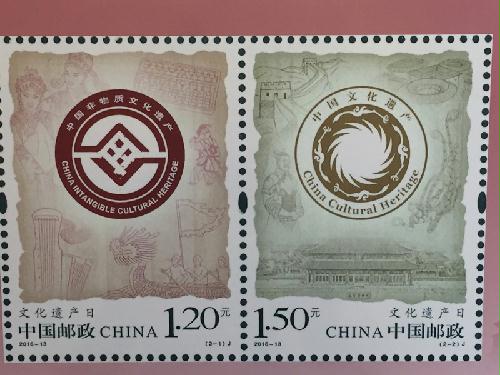 中国非物质文化遗产
CHINA INTANGIBLE CULTURAL HERITAGE
文化遗产日
1.20元
中国邮政 CHINA
2016-13
(2-1)J
中国文化遗产
China Cultural Heritage
1.50元
文化遗产日
CHINA 中国邮政
2016-13
(2-2)J